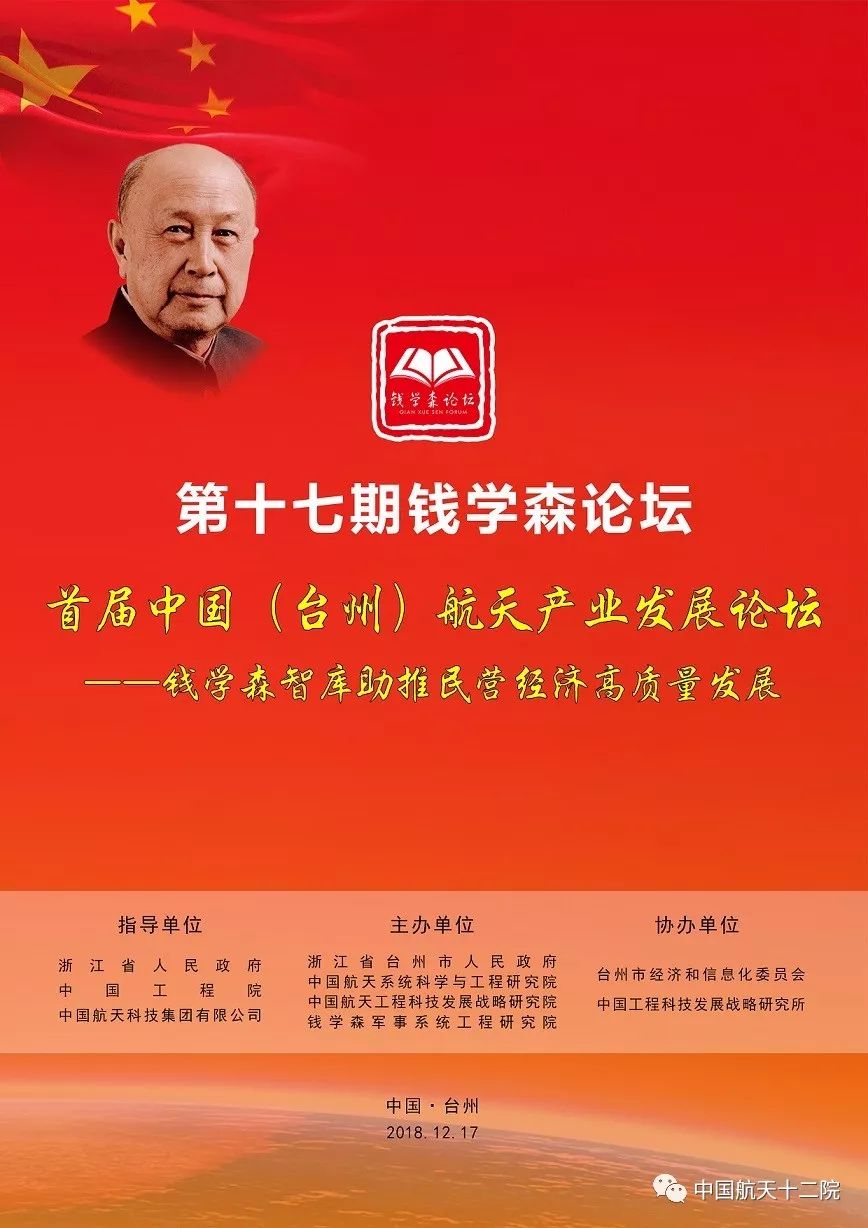 钱学森论坛
QIAN XUE SEN FORUM
第十七期钱学森论坛
首届中国（台州）航天产业发展论坛
——钱学森智库助推民营经济高质量发展
指导单位
浙江省人民政府
中国工程院
中国航天科技集团有限公司
主办单位
浙江省台州市人民政府
中国航天系统科学与工程研究院
中国航天工程科技发展战略研究院
钱学森军事系统工程研究院
协办单位
台州市经济和信息化委员会
中国工程科技发展战略研究所
中国·台州
2018.12.17
中国航天十二院